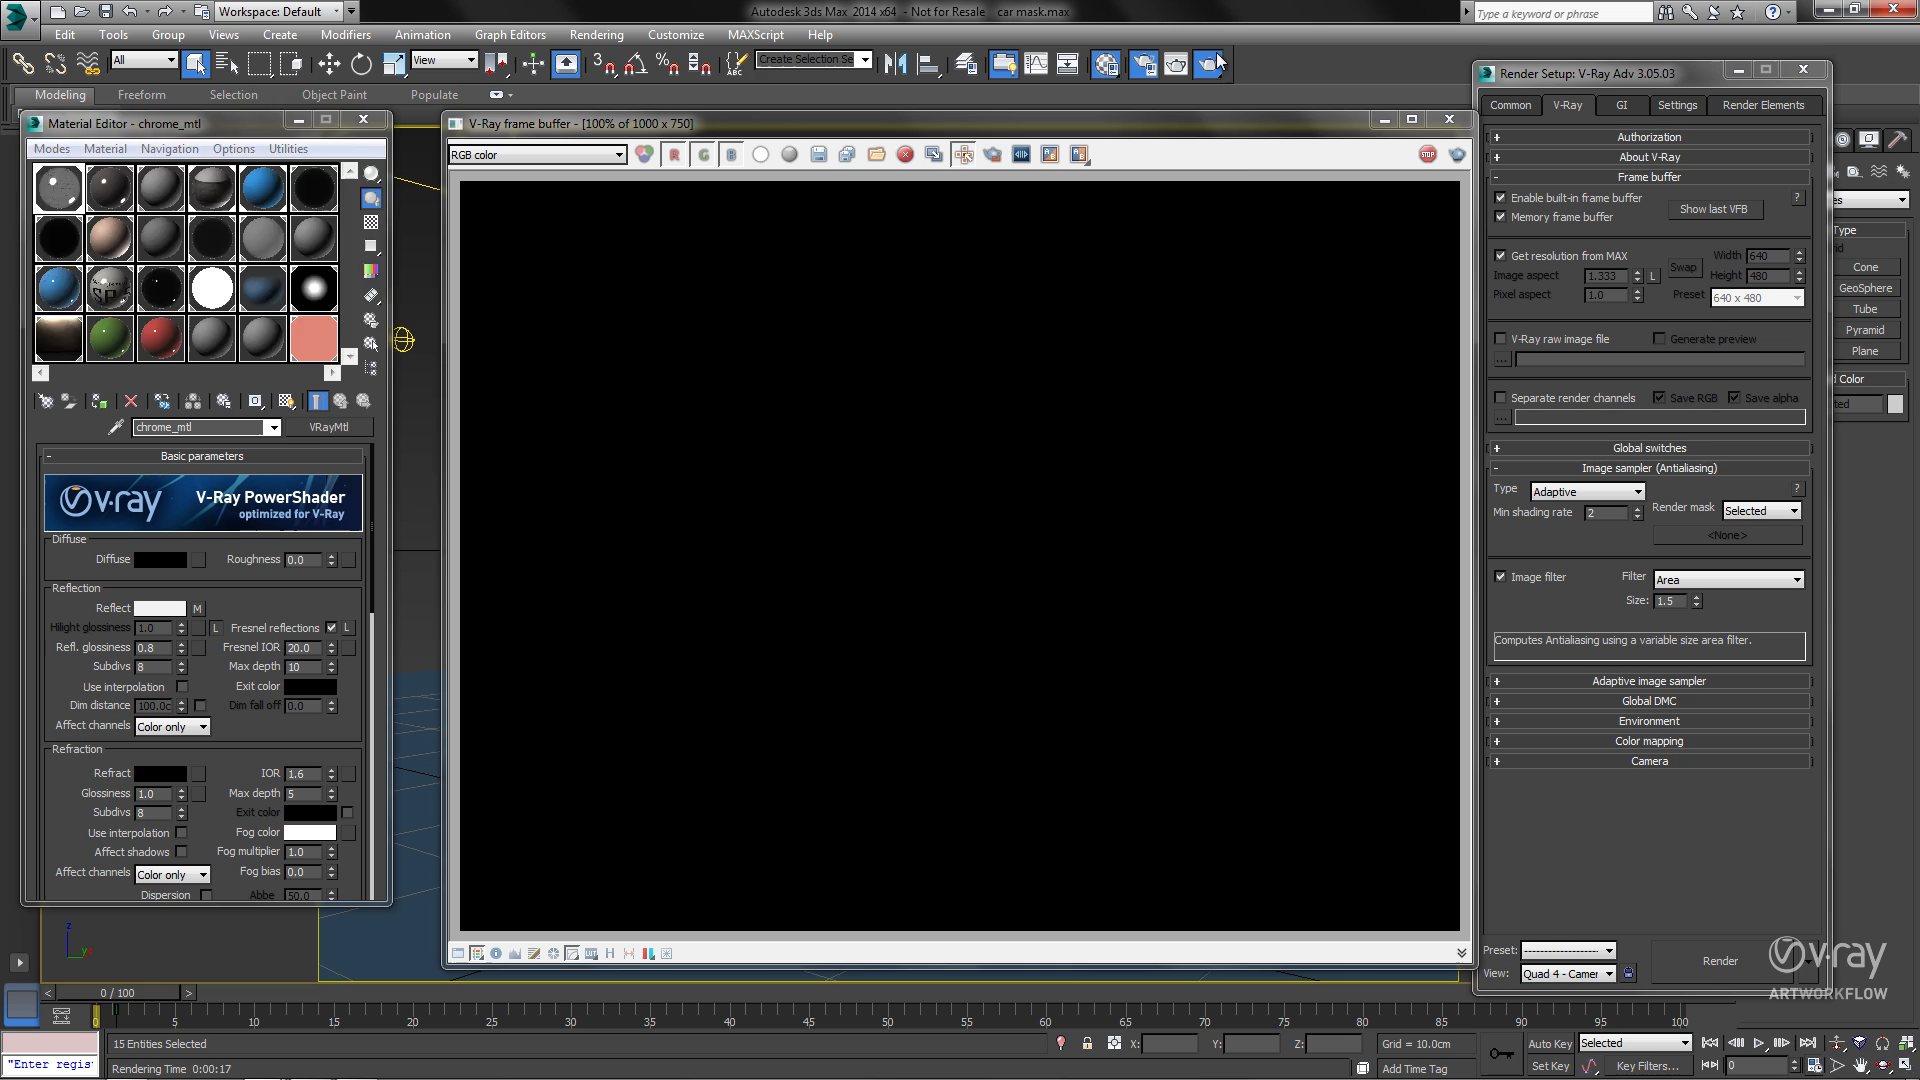 Workspace: Default
Autodesk 3ds Max 2014 x64 - Not for Resale car mask.max
Type a keyword or phrase
Edit Tools Group Views Create Modifiers Animation Graph Editors Rendering Customize MAXScript Help
All
View
3
Create Selection Se
Modeling Freeform Selection Object Paint Populate
Material Editor - chrome_mtl
Modes Material Navigation Options Utilities
chrome_mtl
VRayMtl
- Basic parameters
v·ray
V-Ray PowerShader
optimized for V-Ray
Diffuse
Diffuse
Roughness 0.0
Reflection
Reflect M
Hilight glossiness 1.0 L Fresnel reflections L
Refl. glossiness 0.8 Fresnel IOR 20.0
Subdivs 8 Max depth 10
Use interpolation Exit color
Dim distance 100.0c Dim fall off 0.0
Affect channels Color only
Refraction
Refract IOR 1.6
Glossiness 1.0 Max depth 5
Subdivs 8 Exit color
Use interpolation Fog color
Affect shadows Fog multiplier 1.0
Affect channels Color only Fog bias 0.0
Dispersion Abbe 50.0
V-Ray frame buffer - [100% of 1000 x 750]
RGB color
R G B
STOP
H
Render Setup: V-Ray Adv 3.05.03
Common V-Ray GI Settings Render Elements
+ Authorization
+ About V-Ray
- Frame buffer
Enable built-in frame buffer
?
Memory frame buffer
Show last VFB
Get resolution from MAX
Width 640
Image aspect 1.333 L Swap Height 480
Pixel aspect 1.0 Preset 640 x 480
V-Ray raw image file Generate preview
...
Separate render channels Save RGB Save alpha
...
+ Global switches
- Image sampler (Antialiasing)
Type Adaptive ?
Min shading rate 2 Render mask Selected
<None>
Image filter Filter Area
Size: 1.5
Computes Antialiasing using a variable size area filter.
+ Adaptive image sampler
+ Global DMC
+ Environment
+ Color mapping
+ Camera
Preset: --------------------
View: Quad 4 - Camer
Render
v·ray
ARTWORKFLOW
es
Type
id
Cone
GeoSphere
Tube
Pyramid
Plane
d Color
ted
z
y
< 0 / 100 >
0 5 10 15 20 25 30 35 40 45 50 55 60 65 70 75 80 85 90 95 100
15 Entities Selected
X: Y: Z: Grid = 10.0cm
Auto Key Selected
"Enter regis
Rendering Time 0:00:17
Add Time Tag
Set Key Key Filters... 0